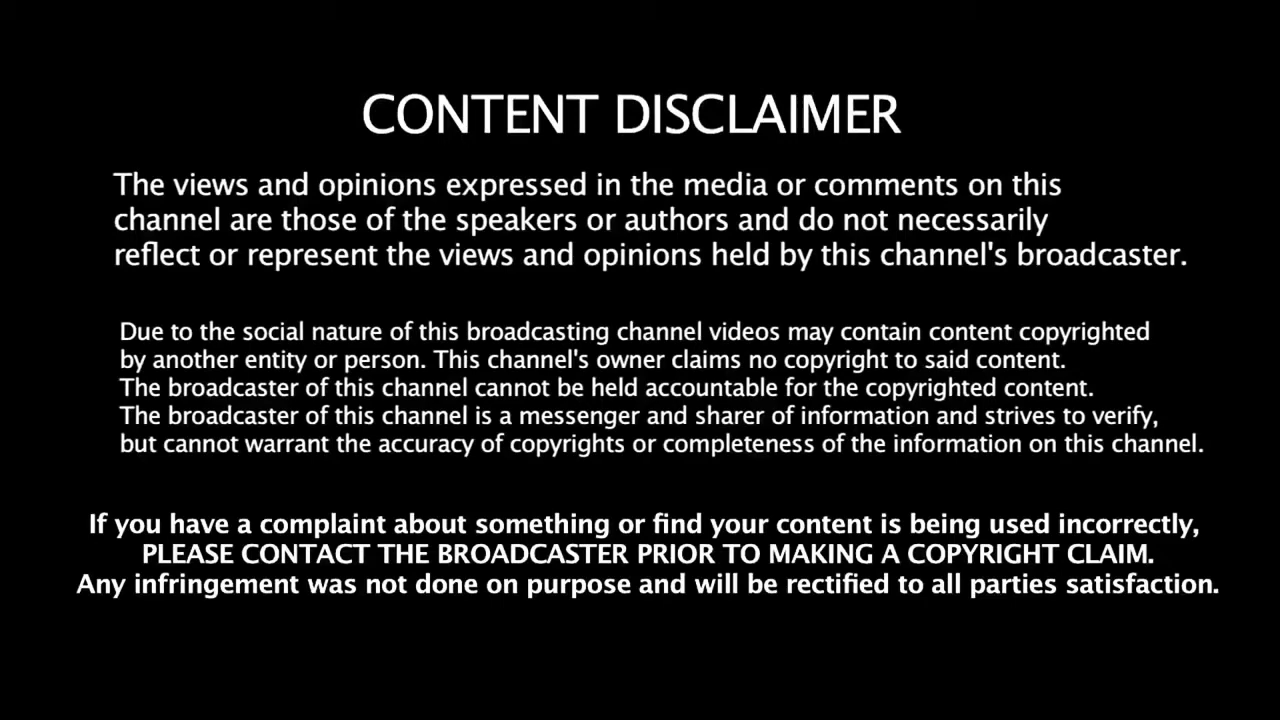 CONTENT DISCLAIMER
The views and opinions expressed in the media or comments on this
channel are those of the speakers or authors and do not necessarily
reflect or represent the views and opinions held by this channel's broadcaster.
Due to the social nature of this broadcasting channel videos may contain content copyrighted
by another entity or person. This channel's owner claims no copyright to said content.
The broadcaster of this channel cannot be held accountable for the copyrighted content.
The broadcaster of this channel is a messenger and sharer of information and strives to verify,
but cannot warrant the accuracy of copyrights or completeness of the information on this channel.
If you have a complaint about something or find your content is being used incorrectly,
PLEASE CONTACT THE BROADCASTER PRIOR TO MAKING A COPYRIGHT CLAIM.
Any infringement was not done on purpose and will be rectified to all parties satisfaction.